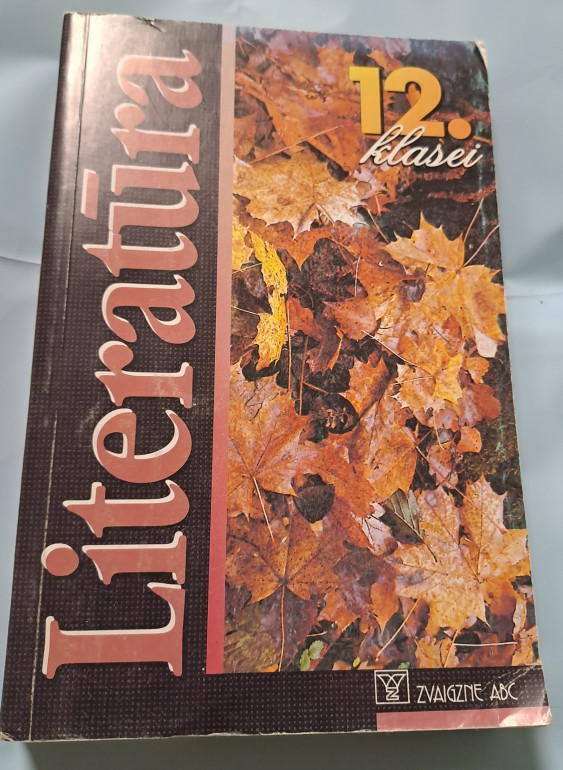 Literatūra
12.
klasei
ZVAIGZNE ABC